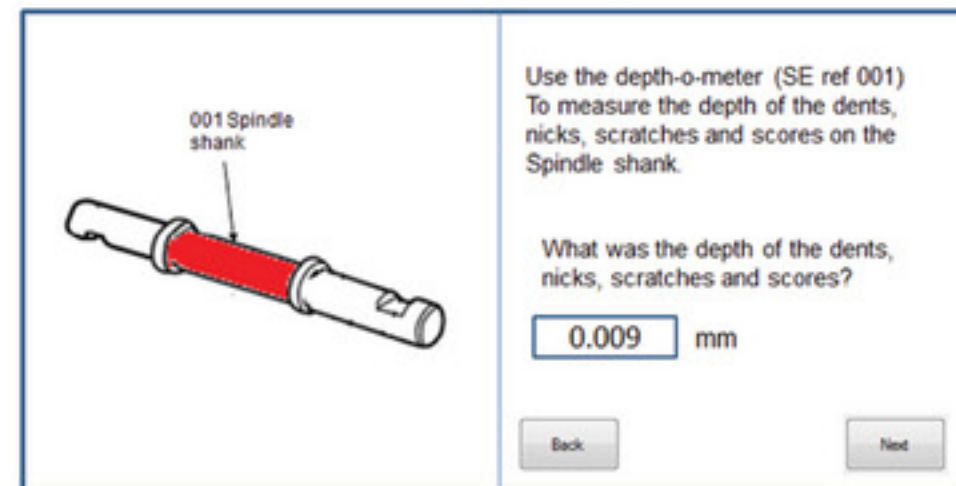 001 Spindle
shank
Use the depth-o-meter (SE ref 001)
To measure the depth of the dents,
nicks, scratches and scores on the
Spindle shank.
What was the depth of the dents,
nicks, scratches and scores?
0.009 mm
Back Next